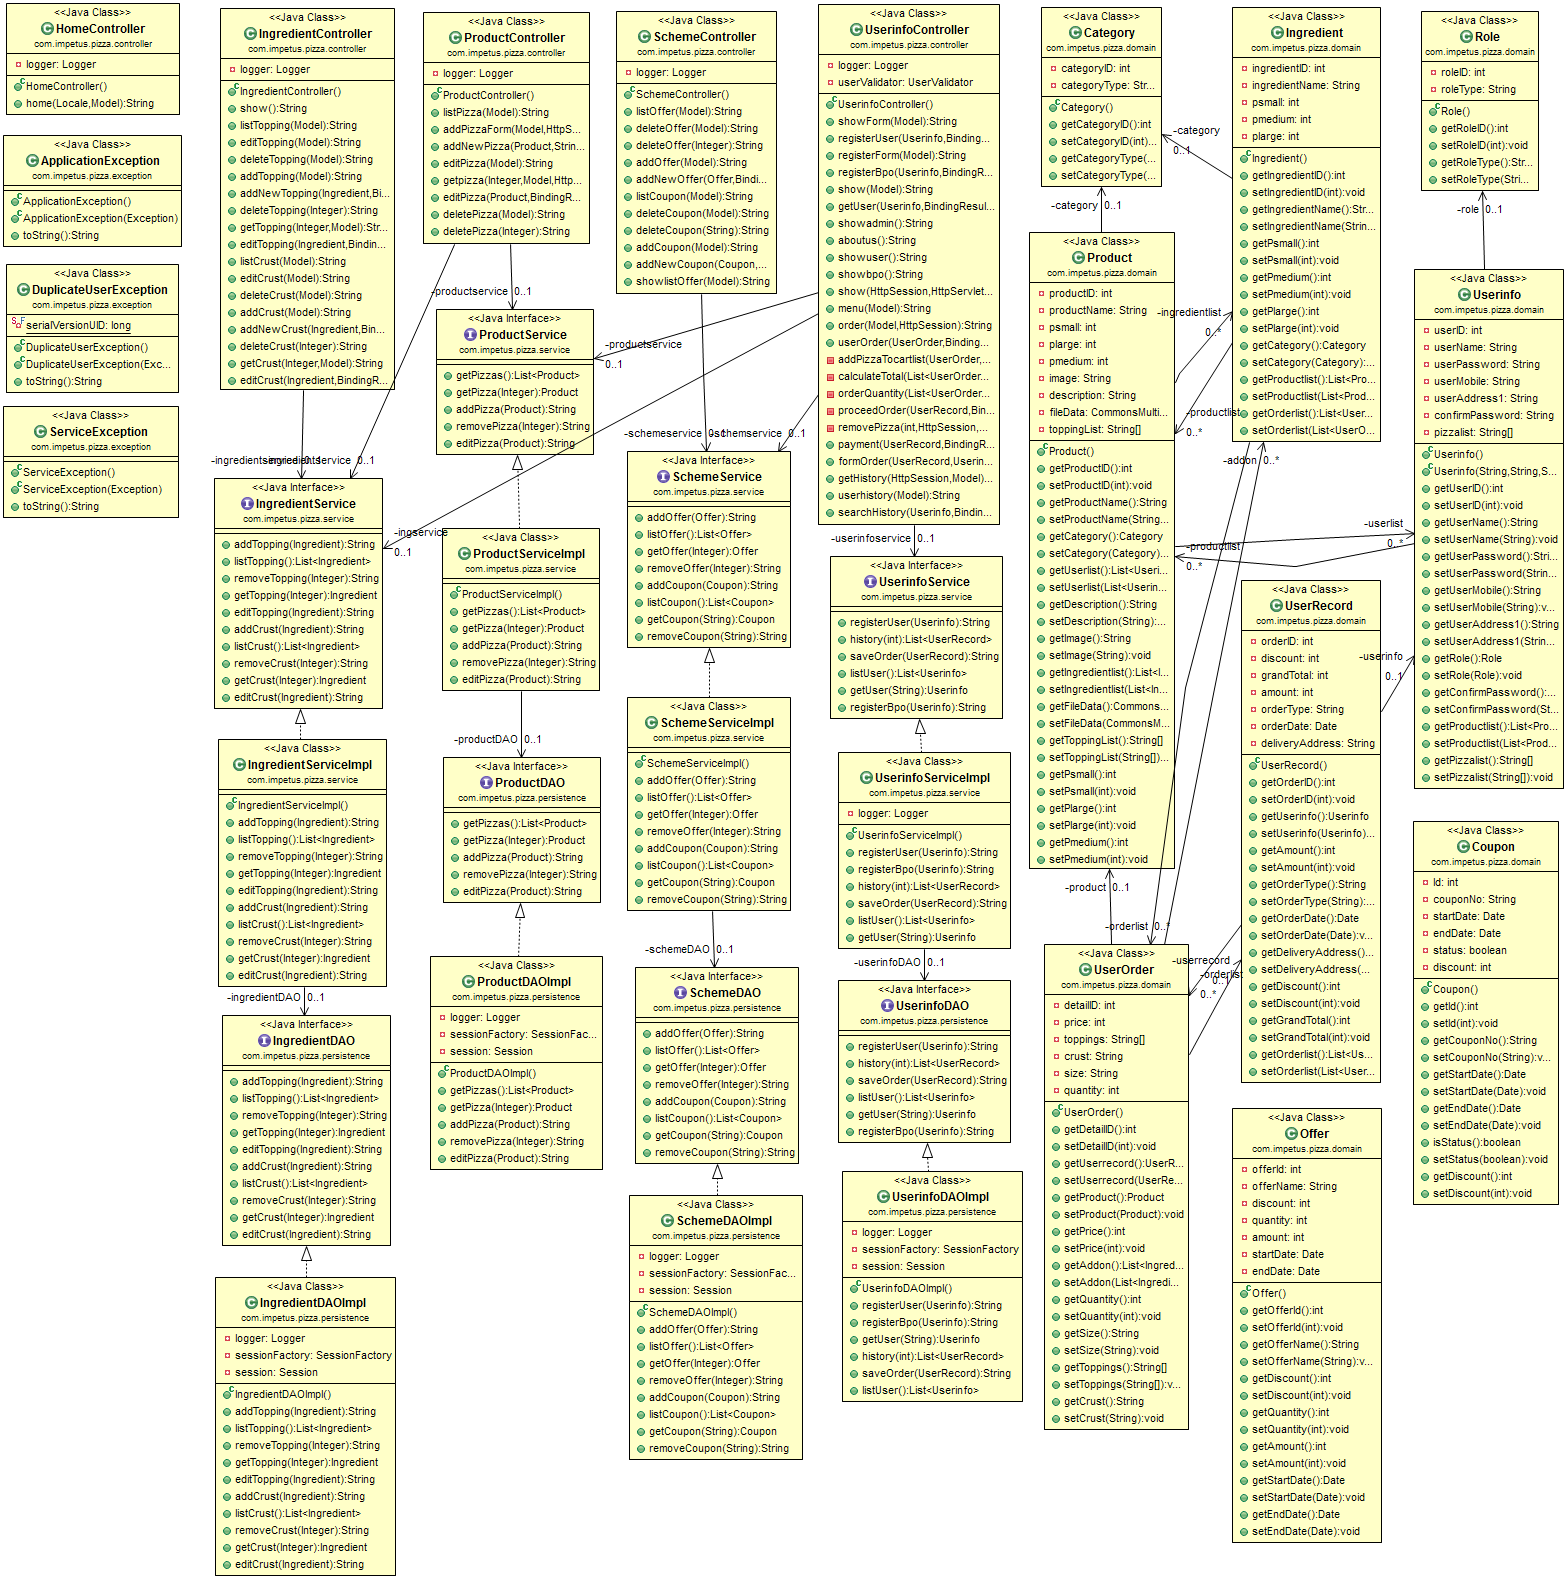 <<Java Class>>
HomeController
com.impetus.pizza.controller
logger: Logger
HomeController()
home(Locale,Model):String
<<Java Class>>
ApplicationException
com.impetus.pizza.exception
ApplicationException()
ApplicationException(Exception)
toString():String
<<Java Class>>
DuplicateUserException
com.impetus.pizza.exception
serialVersionUID: long
DuplicateUserException()
DuplicateUserException(Exc...
toString():String
<<Java Class>>
ServiceException
com.impetus.pizza.exception
ServiceException()
ServiceException(Exception)
toString():String
<<Java Class>>
IngredientController
com.impetus.pizza.controller
logger: Logger
IngredientController()
show():String
listTopping(Model):String
editTopping(Model):String
deleteTopping(Model):String
addTopping(Model):String
addNewTopping(Ingredient,Bi...
deleteTopping(Integer):String
getTopping(Integer,Model):Str...
editTopping(Ingredient,Bindin...
listCrust(Model):String
editCrust(Model):String
deleteCrust(Model):String
addCrust(Model):String
addNewCrust(Ingredient,Bin...
deleteCrust(Integer):String
getCrust(Integer,Model):String
editCrust(Ingredient,BindingR...
0..1
<<Java Interface>>
IngredientService
com.impetus.pizza.service
addTopping(Ingredient):String
listTopping():List<Ingredient>
removeTopping(Integer):String
getTopping(Integer):Ingredient
editTopping(Ingredient):String
addCrust(Ingredient):String
listCrust():List<Ingredient>
removeCrust(Integer):String
getCrust(Integer):Ingredient
editCrust(Ingredient):String
<<Java Class>>
IngredientServiceImpl
com.impetus.pizza.service
IngredientServiceImpl()
addTopping(Ingredient):String
listTopping():List<Ingredient>
removeTopping(Integer):String
getTopping(Integer):Ingredient
editTopping(Ingredient):String
addCrust(Ingredient):String
listCrust():List<Ingredient>
removeCrust(Integer):String
getCrust(Integer):Ingredient
editCrust(Ingredient):String
-ingredientDAO 0..1
<<Java Interface>>
IngredientDAO
com.impetus.pizza.persistence
addTopping(Ingredient):String
listTopping():List<Ingredient>
removeTopping(Integer):String
getTopping(Integer):Ingredient
editTopping(Ingredient):String
addCrust(Ingredient):String
listCrust():List<Ingredient>
removeCrust(Integer):String
getCrust(Integer):Ingredient
editCrust(Ingredient):String
<<Java Class>>
IngredientDAOImpl
com.impetus.pizza.persistence
logger: Logger
sessionFactory: SessionFactory
session: Session
IngredientDAOImpl()
addTopping(Ingredient):String
listTopping():List<Ingredient>
removeTopping(Integer):String
getTopping(Integer):Ingredient
editTopping(Ingredient):String
addCrust(Ingredient):String
listCrust():List<Ingredient>
removeCrust(Integer):String
getCrust(Integer):Ingredient
editCrust(Ingredient):String
<<Java Class>>
ProductController
com.impetus.pizza.controller
logger: Logger
ProductController()
listPizza(Model):String
addPizzaForm(Model,HttpS...
addNewPizza(Product,Strin...
editPizza(Model):String
getpizza(Integer,Model,Http...
editPizza(Product,BindingR...
deletePizza(Model):String
deletePizza(Integer):String
-productservice 0..1
<<Java Interface>>
ProductService
com.impetus.pizza.service
getPizzas():List<Product>
getPizza(Integer):Product
addPizza(Product):String
removePizza(Integer):String
editPizza(Product):String
<<Java Class>>
ProductServiceImpl
com.impetus.pizza.service
ProductServiceImpl()
getPizzas():List<Product>
getPizza(Integer):Product
addPizza(Product):String
removePizza(Integer):String
editPizza(Product):String
-productDAO 0..1
<<Java Interface>>
ProductDAO
com.impetus.pizza.persistence
getPizzas():List<Product>
getPizza(Integer):Product
addPizza(Product):String
removePizza(Integer):String
editPizza(Product):String
<<Java Class>>
ProductDAOImpl
com.impetus.pizza.persistence
logger: Logger
sessionFactory: SessionFac...
session: Session
ProductDAOImpl()
getPizzas():List<Product>
getPizza(Integer):Product
addPizza(Product):String
removePizza(Integer):String
editPizza(Product):String
<<Java Class>>
SchemeController
com.impetus.pizza.controller
logger: Logger
SchemeController()
listOffer(Model):String
deleteOffer(Model):String
deleteOffer(Integer):String
addOffer(Model):String
addNewOffer(Offer,Bindi...
listCoupon(Model):String
deleteCoupon(Model):String
deleteCoupon(String):String
addCoupon(Model):String
addNewCoupon(Coupon,...
showlistOffer(Model):String
-productservice
0..1
-schemeservice
-schemservice
0..1
-ingservice
0..1
<<Java Interface>>
SchemeService
com.impetus.pizza.service
addOffer(Offer):String
listOffer():List<Offer>
getOffer(Integer):Offer
removeOffer(Integer):String
addCoupon(Coupon):String
listCoupon():List<Coupon>
getCoupon(String):Coupon
removeCoupon(String):String
<<Java Class>>
SchemeServiceImpl
com.impetus.pizza.service
SchemeServiceImpl()
addOffer(Offer):String
listOffer():List<Offer>
getOffer(Integer):Offer
removeOffer(Integer):String
addCoupon(Coupon):String
listCoupon():List<Coupon>
getCoupon(String):Coupon
removeCoupon(String):String
-schemeDAO 0..1
<<Java Interface>>
SchemeDAO
com.impetus.pizza.persistence
addOffer(Offer):String
listOffer():List<Offer>
getOffer(Integer):Offer
removeOffer(Integer):String
addCoupon(Coupon):String
listCoupon():List<Coupon>
getCoupon(String):Coupon
removeCoupon(String):String
<<Java Class>>
SchemeDAOImpl
com.impetus.pizza.persistence
logger: Logger
sessionFactory: SessionFac...
session: Session
SchemeDAOImpl()
addOffer(Offer):String
listOffer():List<Offer>
getOffer(Integer):Offer
removeOffer(Integer):String
addCoupon(Coupon):String
listCoupon():List<Coupon>
getCoupon(String):Coupon
removeCoupon(String):String
<<Java Class>>
UserinfoController
com.impetus.pizza.controller
logger: Logger
userValidator: UserValidator
UserinfoController()
showForm(Model):String
registerUser(Userinfo,Binding...
registerForm(Model):String
registerBpo(Userinfo,BindingR...
show(Model):String
getUser(Userinfo,BindingResul...
showadmin():String
aboutus():String
showuser():String
showbpo():String
show(HttpSession,HttpServlet...
menu(Model):String
order(Model,HttpSession):String
userOrder(UserOrder,Binding...
addPizzaTocartlist(UserOrder,...
calculateTotal(List<UserOrder...
orderQuantity(List<UserOrder...
proceedOrder(UserRecord,Bin...
removePizza(int,HttpSession,...
payment(UserRecord,BindingR...
formOrder(UserRecord,Userin...
getHistory(HttpSession,Model)...
userhistory(Model):String
searchHistory(Userinfo,Bindin...
-userinfoservice 0..1
<<Java Interface>>
UserinfoService
com.impetus.pizza.service
registerUser(Userinfo):String
history(int):List<UserRecord>
saveOrder(UserRecord):String
listUser():List<Userinfo>
getUser(String):Userinfo
registerBpo(Userinfo):String
<<Java Class>>
UserinfoServiceImpl
com.impetus.pizza.service
logger: Logger
UserinfoServiceImpl()
registerUser(Userinfo):String
registerBpo(Userinfo):String
history(int):List<UserRecord>
saveOrder(UserRecord):String
listUser():List<Userinfo>
getUser(String):Userinfo
-userinfoDAO 0..1
<<Java Interface>>
UserinfoDAO
com.impetus.pizza.persistence
registerUser(Userinfo):String
history(int):List<UserRecord>
saveOrder(UserRecord):String
listUser():List<Userinfo>
getUser(String):Userinfo
registerBpo(Userinfo):String
<<Java Class>>
UserinfoDAOImpl
com.impetus.pizza.persistence
logger: Logger
sessionFactory: SessionFactory
session: Session
UserinfoDAOImpl()
registerUser(Userinfo):String
registerBpo(Userinfo):String
getUser(String):Userinfo
history(int):List<UserRecord>
saveOrder(UserRecord):String
listUser():List<Userinfo>
<<Java Class>>
Category
com.impetus.pizza.domain
categoryID: int
categoryType: Str...
Category()
getCategoryID():int
setCategoryID(int)...
getCategoryType(...
setCategoryType(...
-category
0..1
-category 0..1
<<Java Class>>
Product
com.impetus.pizza.domain
productID: int
productName: String
psmall: int
plarge: int
pmedium: int
image: String
description: String
fileData: CommonsMulti...
toppingList: String[]
Product()
getProductID():int
setProductID(int):void
getProductName():String
setProductName(String...
getCategory():Category
setCategory(Category)...
getUserlist():List<Useri...
setUserlist(List<Userin...
getDescription():String
setDescription(String):...
getImage():String
setImage(String):void
getIngredientlist():List<I...
setIngredientlist(List<In...
getFileData():Commons...
setFileData(CommonsM...
getToppingList():String[]
setToppingList(String[])...
getPsmall():int
setPsmall(int):void
getPlarge():int
setPlarge(int):void
getPmedium():int
setPmedium(int):void
-product 0..1
-ingredientlist
0..*
-productlist
0..*
-addon 0..*
-userlist
0..*
-productlist
0..*
-orderlist 0..*
<<Java Class>>
UserOrder
com.impetus.pizza.domain
detailID: int
price: int
toppings: String[]
crust: String
size: String
quantity: int
UserOrder()
getDetailID():int
setDetailID(int):void
getUserrecord():UserR...
setUserrecord(UserRe...
getProduct():Product
setProduct(Product):void
getPrice():int
setPrice(int):void
getAddon():List<Ingred...
setAddon(List<Ingredi...
getQuantity():int
setQuantity(int):void
getSize():String
setSize(String):void
getToppings():String[]
setToppings(String[]):v...
getCrust():String
setCrust(String):void
<<Java Class>>
Ingredient
com.impetus.pizza.domain
ingredientID: int
ingredientName: String
psmall: int
pmedium: int
plarge: int
Ingredient()
getIngredientID():int
setIngredientID(int):void
getIngredientName():Str...
setIngredientName(Strin...
getPsmall():int
setPsmall(int):void
getPmedium():int
setPmedium(int):void
getPlarge():int
setPlarge(int):void
getCategory():Category
setCategory(Category):...
getProductlist():List<Pro...
setProductlist(List<Prod...
getOrderlist():List<User...
setOrderlist(List<UserO...
<<Java Class>>
UserRecord
com.impetus.pizza.domain
orderID: int
discount: int
grandTotal: int
amount: int
orderType: String
orderDate: Date
deliveryAddress: String
UserRecord()
getOrderID():int
setOrderID(int):void
getUserinfo():Userinfo
setUserinfo(Userinfo)...
getAmount():int
setAmount(int):void
getOrderType():String
setOrderType(String)...
getOrderDate():Date
setOrderDate(Date):v...
getDeliveryAddress()...
setDeliveryAddress(...
getDiscount():int
setDiscount(int):void
getGrandTotal():int
setGrandTotal(int):void
getOrderlist():List<Us...
setOrderlist(List<User...
-userrecord
-orderlist
0..*
-userinfo
0..1
<<Java Class>>
Offer
com.impetus.pizza.domain
offerId: int
offerName: String
discount: int
quantity: int
amount: int
startDate: Date
endDate: Date
Offer()
getOfferId():int
setOfferId(int):void
getOfferName():String
setOfferName(String):v...
getDiscount():int
setDiscount(int):void
getQuantity():int
setQuantity(int):void
getAmount():int
setAmount(int):void
getStartDate():Date
setStartDate(Date):void
getEndDate():Date
setEndDate(Date):void
<<Java Class>>
Role
com.impetus.pizza.domain
roleID: int
roleType: String
Role()
getRoleID():int
setRoleID(int):void
getRoleType():Str...
setRoleType(Stri...
-role 0..1
<<Java Class>>
Userinfo
com.impetus.pizza.domain
userID: int
userName: String
userPassword: String
userMobile: String
userAddress1: String
confirmPassword: String
pizzalist: String[]
Userinfo()
Userinfo(String,String,S...
getUserID():int
setUserID(int):void
getUserName():String
setUserName(String):void
getUserPassword():Stri...
setUserPassword(Strin...
getUserMobile():String
setUserMobile(String):v...
getUserAddress1():String
setUserAddress1(Strin...
getRole():Role
setRole(Role):void
getConfirmPassword():...
setConfirmPassword(St...
getProductlist():List<Pro...
setProductlist(List<Prod...
getPizzalist():String[]
setPizzalist(String[]):void
<<Java Class>>
Coupon
com.impetus.pizza.domain
Id: int
couponNo: String
startDate: Date
endDate: Date
status: boolean
discount: int
Coupon()
getId():int
setId(int):void
getCouponNo():String
setCouponNo(String):v...
getStartDate():Date
setStartDate(Date):void
getEndDate():Date
setEndDate(Date):void
isStatus():boolean
setStatus(boolean):void
getDiscount():int
setDiscount(int):void